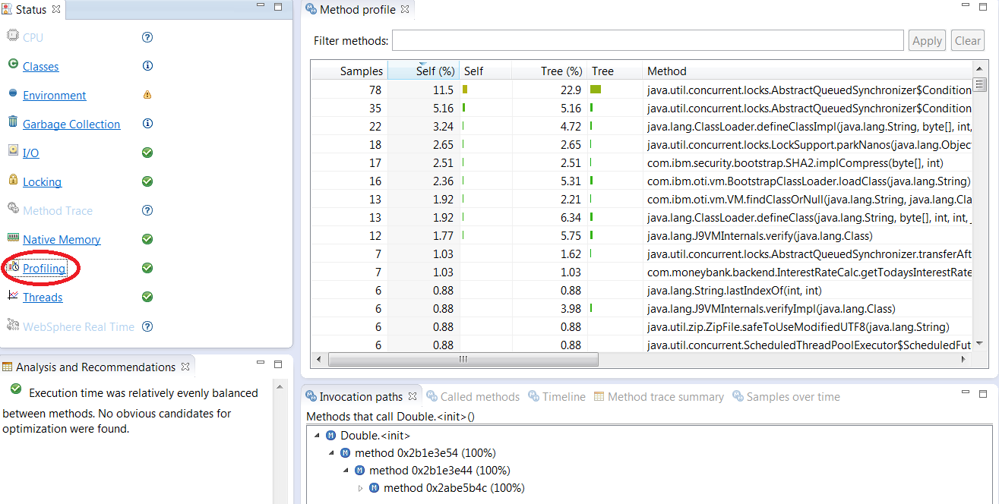 Status
CPU
Classes
Environment
Garbage Collection
I/O
Locking
Method Trace
Native Memory
Profiling
Threads
WebSphere Real Time
Analysis and Recommendations
Execution time was relatively evenly balanced
between methods. No obvious candidates for
optimization were found.
Method profile
Filter methods: Apply Clear
Samples Self (%) Self Tree (%) Tree Method
78 11.5 22.9 java.util.concurrent.locks.AbstractQueuedSynchronizer$Condition
35 5.16 5.16 java.util.concurrent.locks.AbstractQueuedSynchronizer$Condition
22 3.24 4.72 java.lang.ClassLoader.defineClassImpl(java.lang.String, byte[], int,
18 2.65 2.65 java.util.concurrent.locks.LockSupport.parkNanos(java.lang.Objec
17 2.51 2.51 com.ibm.security.bootstrap.SHA2.implCompress(byte[], int)
16 2.36 5.31 com.ibm.oti.vm.BootstrapClassLoader.loadClass(java.lang.String)
13 1.92 2.21 com.ibm.oti.vm.VM.findClassOrNull(java.lang.String, java.lang.Cla
13 1.92 6.34 java.lang.ClassLoader.defineClass(java.lang.String, byte[], int, int,
12 1.77 5.75 java.lang.J9VMInternals.verify(java.lang.Class)
7 1.03 1.62 java.util.concurrent.locks.AbstractQueuedSynchronizer.transferAft
7 1.03 1.03 com.moneybank.backend.InterestRateCalc.getTodaysInterestRate
6 0.88 0.88 java.lang.String.lastIndexOf(int, int)
6 0.88 3.98 java.lang.J9VMInternals.verifyImpl(java.lang.Class)
6 0.88 0.88 java.util.zip.ZipFile.safeToUseModifiedUTF8(java.lang.String)
6 0.88 0.88 java.util.concurrent.ScheduledThreadPoolExecutor$ScheduledFut
Invocation paths Called methods Timeline Method trace summary Samples over time
Methods that call Double.<init>()
Double.<init>
method 0x2b1e3e54 (100%)
method 0x2b1e3e44 (100%)
method 0x2abe5b4c (100%)